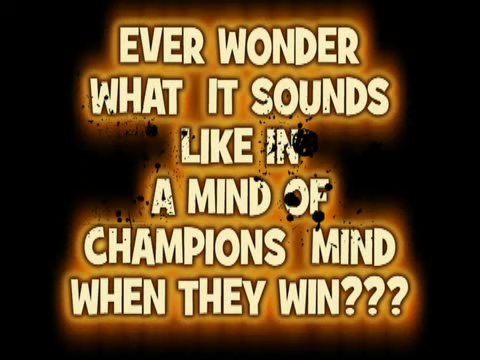 EVER WONDER
WHAT IT SOUNDS
LIKE IN
A MIND OF
CHAMPIONS MIND
WHEN THEY WIN???